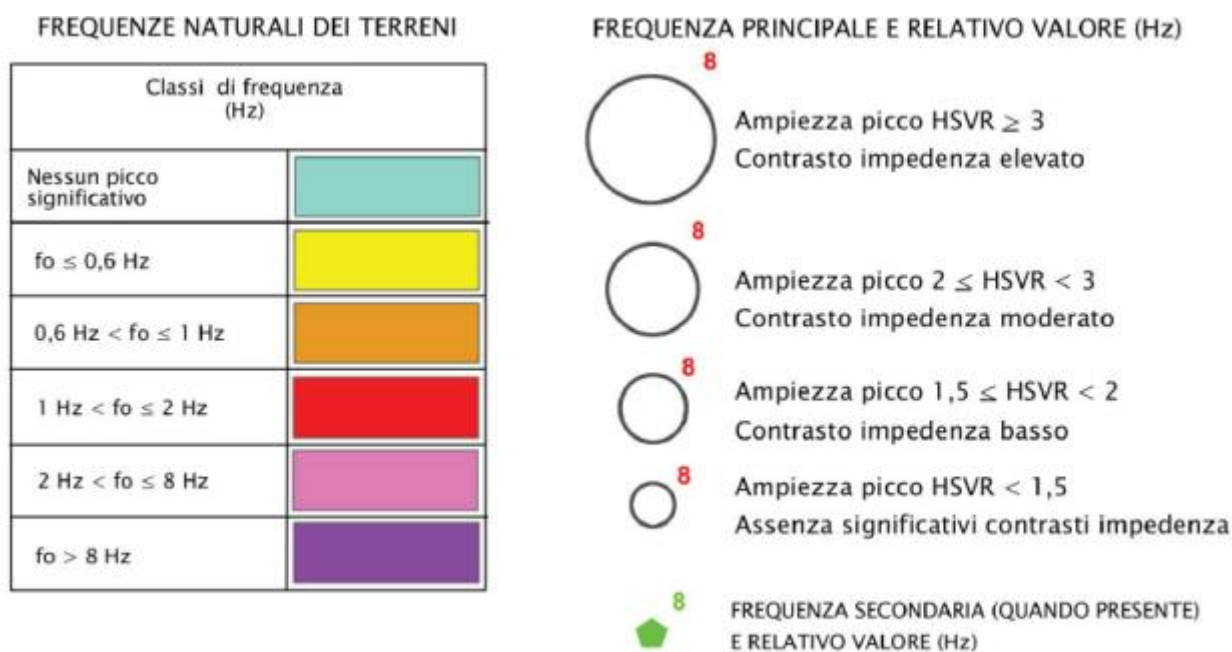 FREQUENZE NATURALI DEI TERRENI
Classi di frequenza
(Hz)
Nessun picco
significativo
fo ≤ 0,6 Hz
0,6 Hz < fo ≤ 1 Hz
1 Hz < fo ≤ 2 Hz
2 Hz < fo ≤ 8 Hz
fo > 8 Hz
FREQUENZA PRINCIPALE E RELATIVO VALORE (Hz)
8
Ampiezza picco HSVR ≥ 3
Contrasto impedenza elevato
8
Ampiezza picco 2 ≤ HSVR < 3
Contrasto impedenza moderato
8
Ampiezza picco 1,5 ≤ HSVR < 2
Contrasto impedenza basso
8
Ampiezza picco HSVR < 1,5
Assenza significativi contrasti impedenza
8
FREQUENZA SECONDARIA (QUANDO PRESENTE)
E RELATIVO VALORE (Hz)